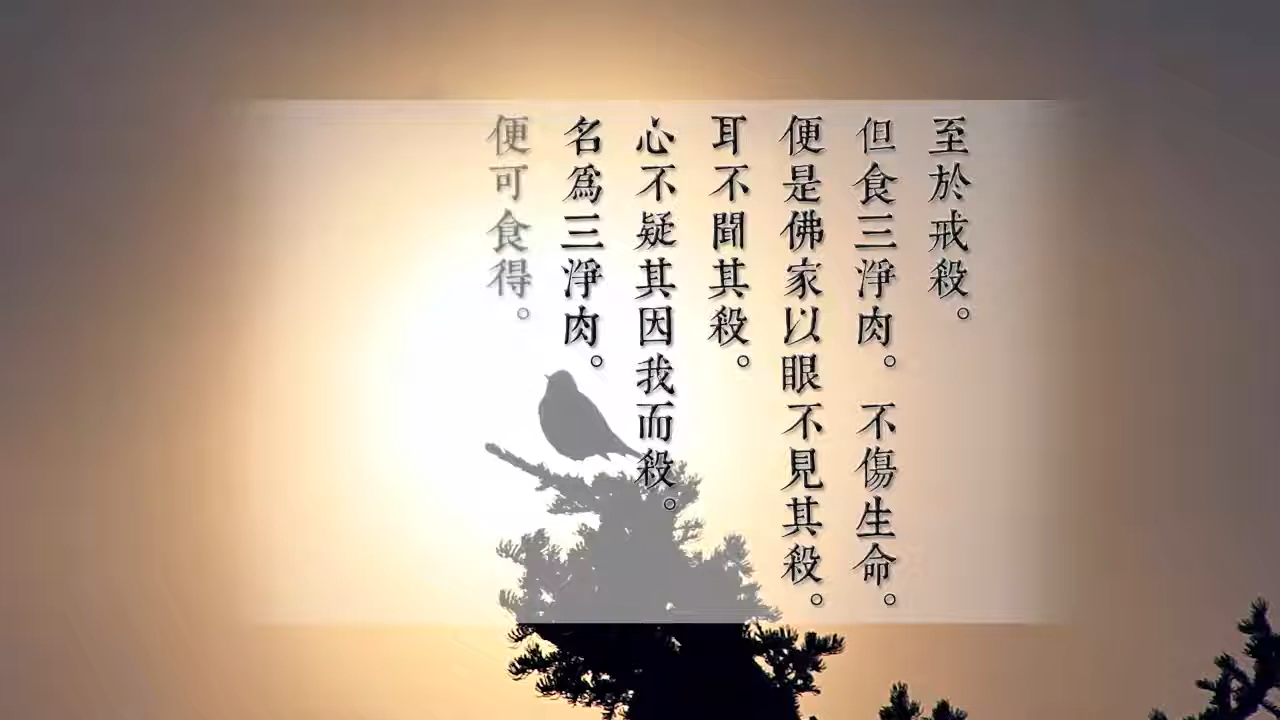 至於戒殺。
但食三淨肉。不傷生命。
便是佛家以眼不見其殺。
耳不聞其殺。
心不疑其因我而殺。
名為三淨肉。
便可食得。